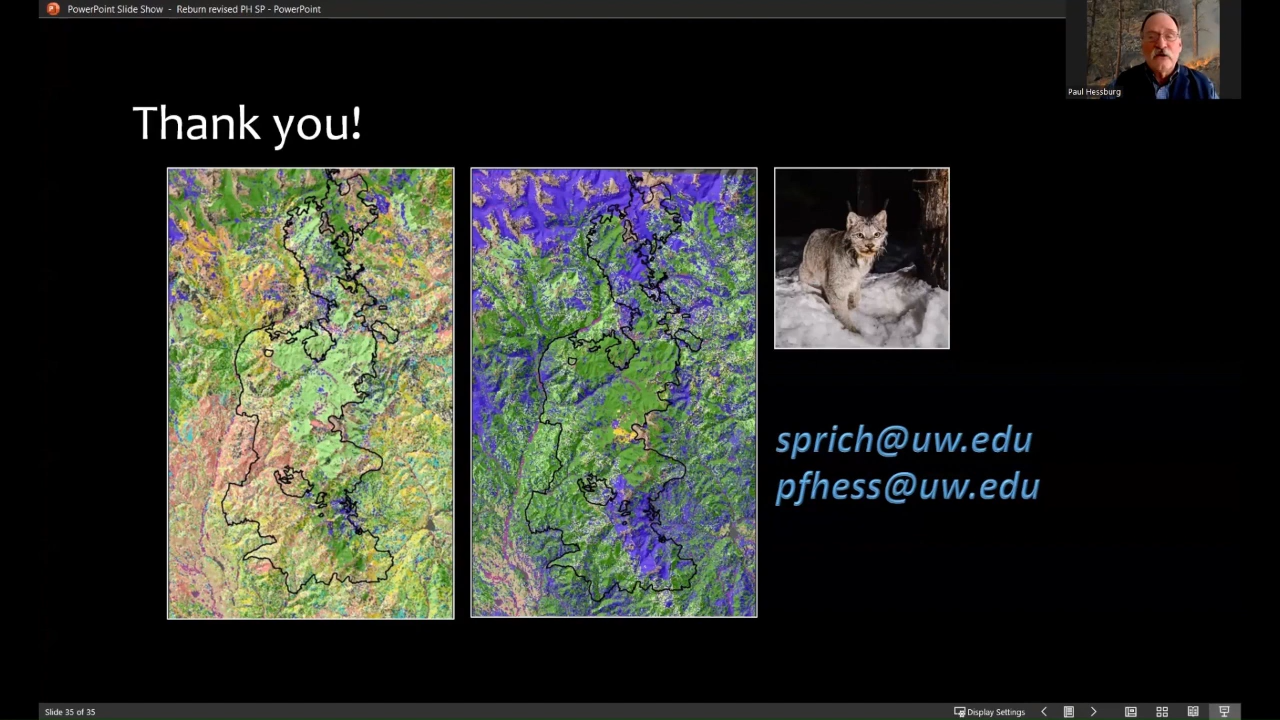 PowerPoint Slide Show - Reburn revised PH SP - PowerPoint
Paul Hessburg
Thank you!
sprich@uw.edu
pfhess@uw.edu
Slide 35 of 35
Display Settings